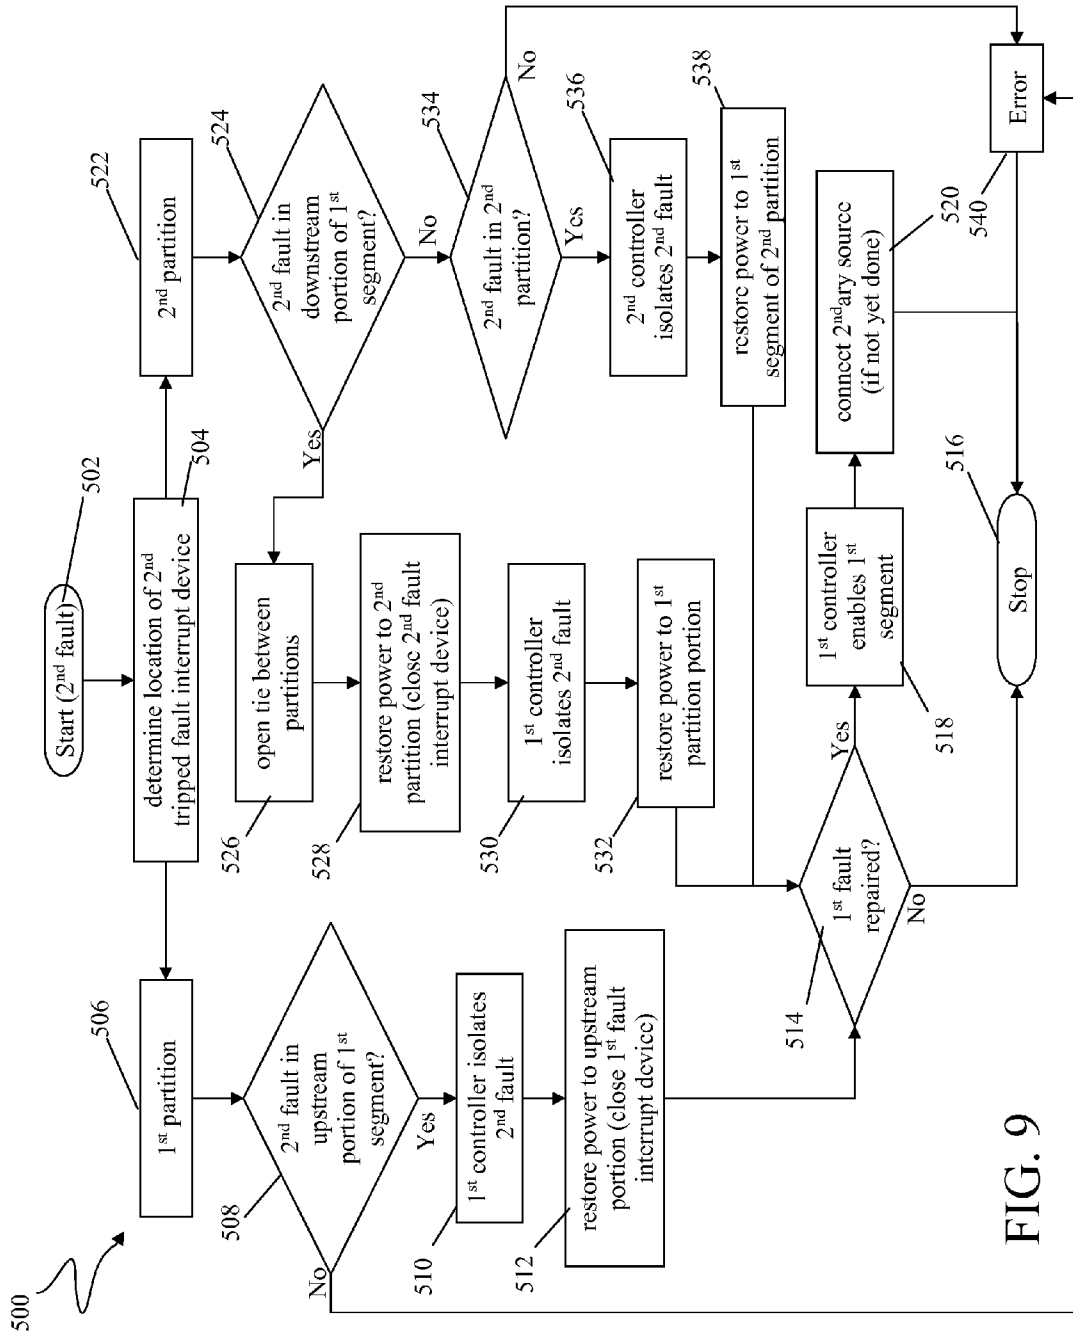 500
Start (2nd fault)
502
determine location of 2nd
tripped fault interrupt device
504
506
1st partition
522
2nd partition
508
2nd fault in
upstream
portion of 1st
segment?
No
Yes
510
1st controller isolates
2nd fault
512
restore power to upstream
portion (close 1st fault
interrupt device)
524
2nd fault in
downstream
portion of 1st
segment?
Yes
No
526
open tie between
partitions
528
restore power to 2nd
partition (close 2nd fault
interrupt device)
530
1st controller
isolates 2nd fault
532
restore power to 1st
partition portion
534
2nd fault in 2nd
partition?
No
Yes
536
2nd controller
isolates 2nd fault
538
restore power to 1st
segment of 2nd partition
514
1st fault
repaired?
Yes
No
518
1st controller
enables 1st
segment
connect 2ndary source
(if not yet done)
520
540
Error
516
Stop
FIG. 9